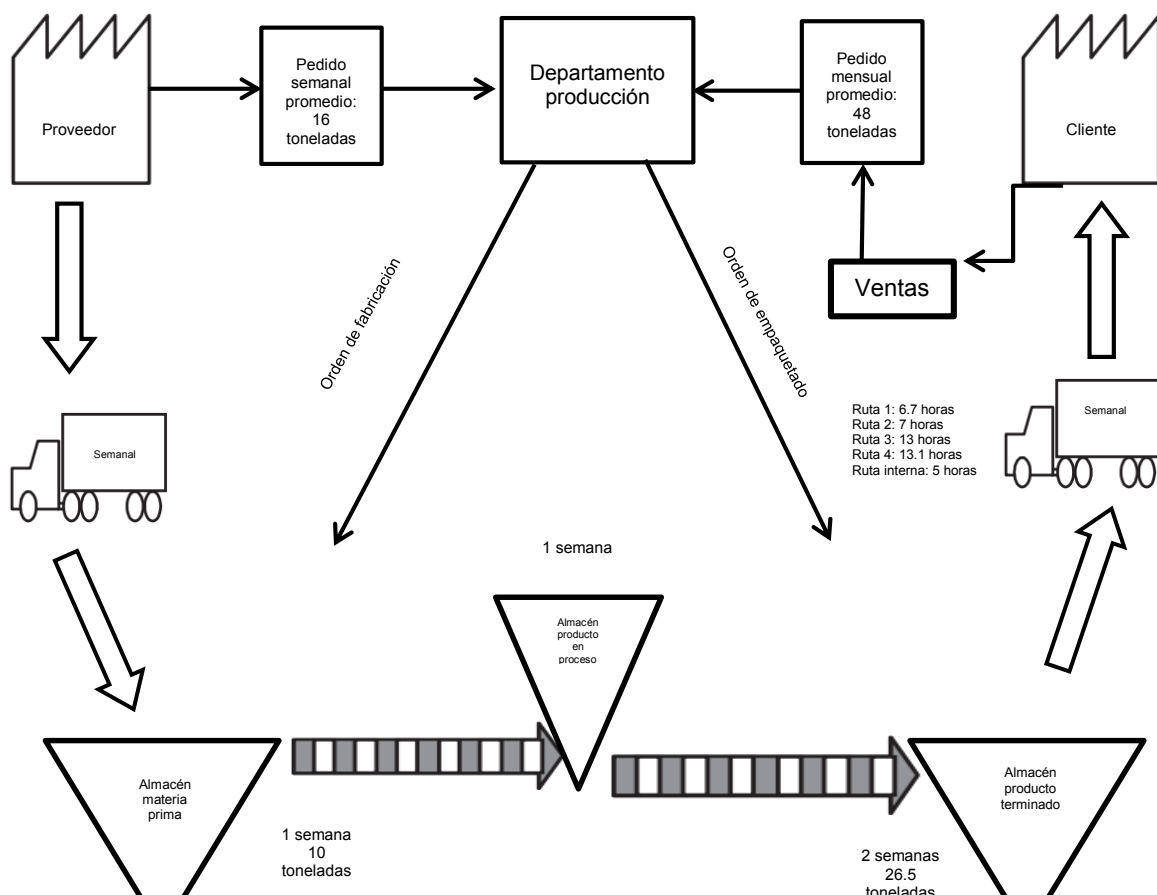 Proveedor
Pedido
semanal
promedio:
16
toneladas
Departamento
producción
Pedido
mensual
promedio:
48
toneladas
Cliente
Ventas
Orden de fabricación
Orden de empaquetado
Semanal
Ruta 1: 6.7 horas
Ruta 2: 7 horas
Ruta 3: 13 horas
Ruta 4: 13.1 horas
Ruta interna: 5 horas
Semanal
1 semana
Almacén
producto
en
proceso
Almacén
materia
prima
1 semana
10
toneladas
Almacén
producto
terminado
2 semanas
26.5
toneladas